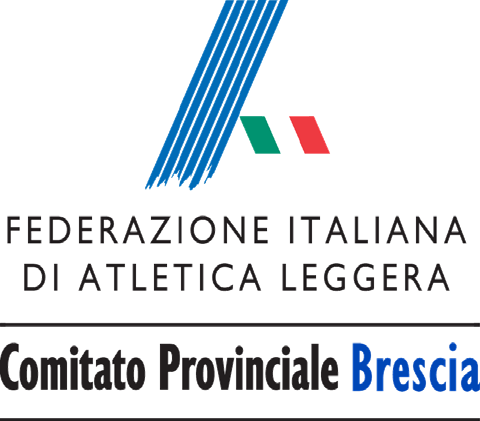 FEDERAZIONE ITALIANA
DI ATLETICA LEGGERA
Comitato Provinciale Brescia